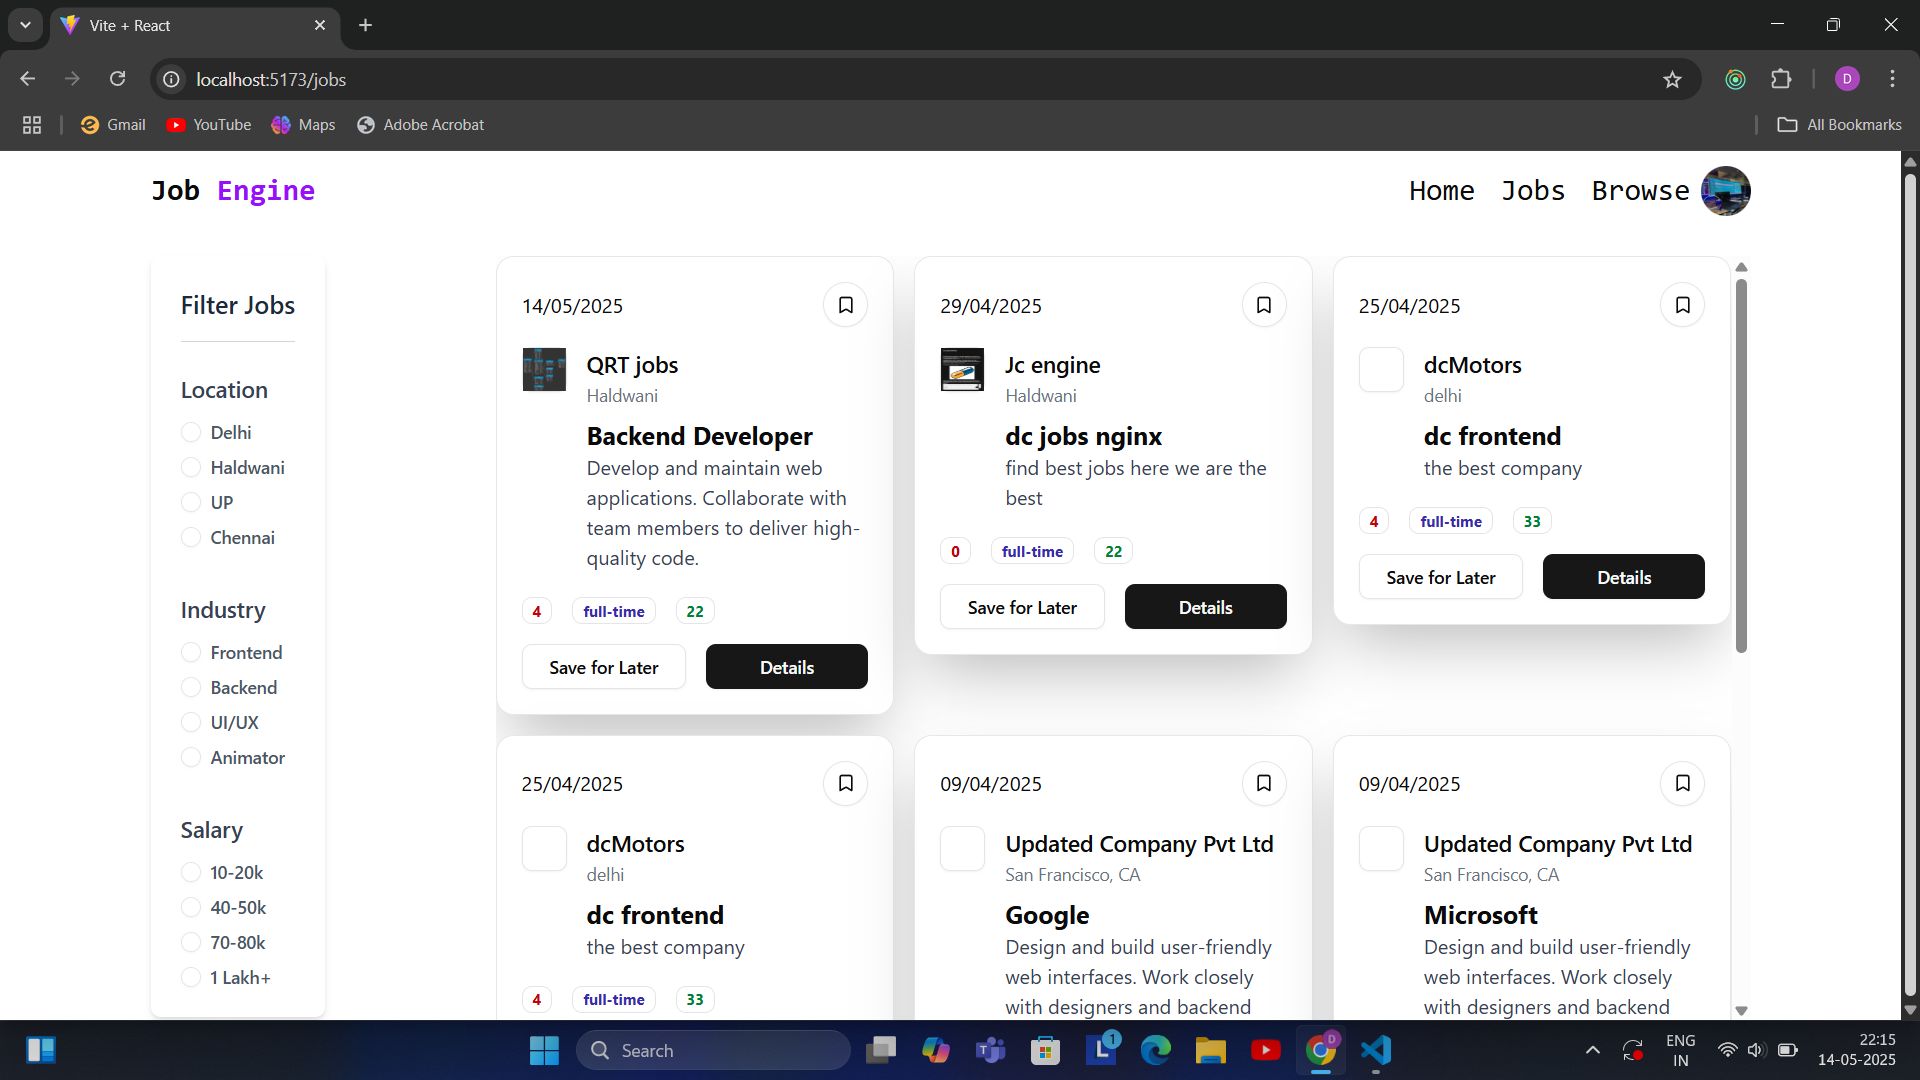 Vite + React
localhost:5173/jobs
D
Gmail
YouTube
Maps
Adobe Acrobat
All Bookmarks
Job Engine
Home
Jobs
Browse
Filter Jobs
Location
Delhi
Haldwani
UP
Chennai
Industry
Frontend
Backend
UI/UX
Animator
Salary
10-20k
40-50k
70-80k
1 Lakh+
14/05/2025
QRT jobs
Haldwani
Backend Developer
Develop and maintain web
applications. Collaborate with
team members to deliver high-
quality code.
4
full-time
22
Save for Later
Details
29/04/2025
Jc engine
Haldwani
dc jobs nginx
find best jobs here we are the
best
0
full-time
22
Save for Later
Details
25/04/2025
dcMotors
delhi
dc frontend
the best company
4
full-time
33
Save for Later
Details
25/04/2025
dcMotors
delhi
dc frontend
the best company
4
full-time
33
09/04/2025
Updated Company Pvt Ltd
San Francisco, CA
Google
Design and build user-friendly
web interfaces. Work closely
with designers and backend
09/04/2025
Updated Company Pvt Ltd
San Francisco, CA
Microsoft
Design and build user-friendly
web interfaces. Work closely
with designers and backend
Search
L
1
D
ENG
IN
22:15
14-05-2025